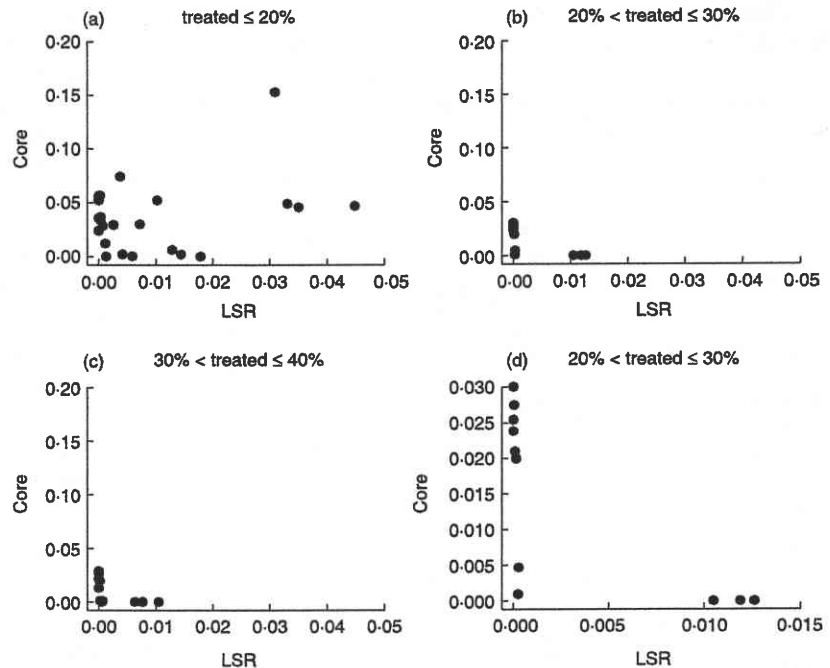 (a) treated ≤ 20%
0·20
0·15
0·10
0·05
0·00
Core
0·00 0·01 0·02 0·03 0·04 0·05
LSR
(b) 20% < treated ≤ 30%
0·20
0·15
0·10
0·05
0·00
Core
0·00 0·01 0·02 0·03 0·04 0·05
LSR
(c) 30% < treated ≤ 40%
0·20
0·15
0·10
0·05
0·00
Core
0·00 0·01 0·02 0·03 0·04 0·05
LSR
(d) 20% < treated ≤ 30%
0·030
0·025
0·020
0·015
0·010
0·005
0·000
Core
0·000 0·005 0·010 0·015
LSR